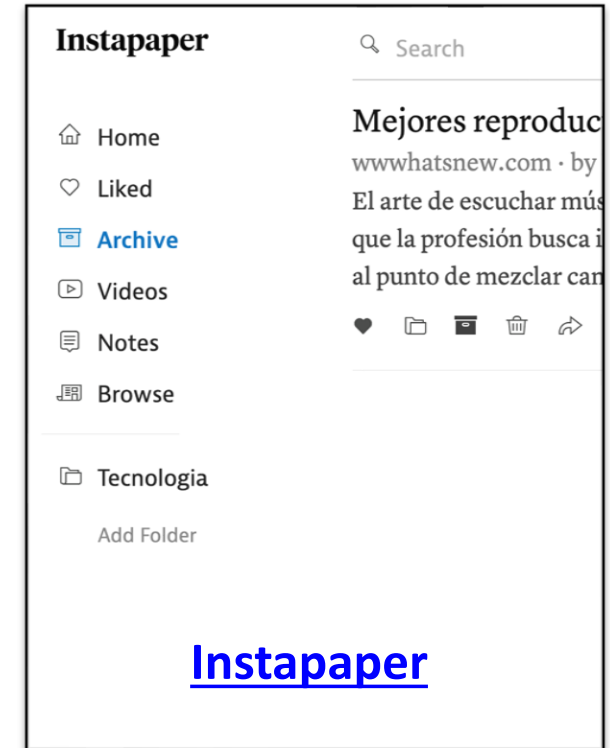 Instapaper
Search
Home
Liked
Archive
Videos
Notes
Browse
Tecnologia
Add Folder
Mejores reproduc
wwwhatsnew.com · by
El arte de escuchar mús
que la profesión busca i
al punto de mezclar can
Instapaper